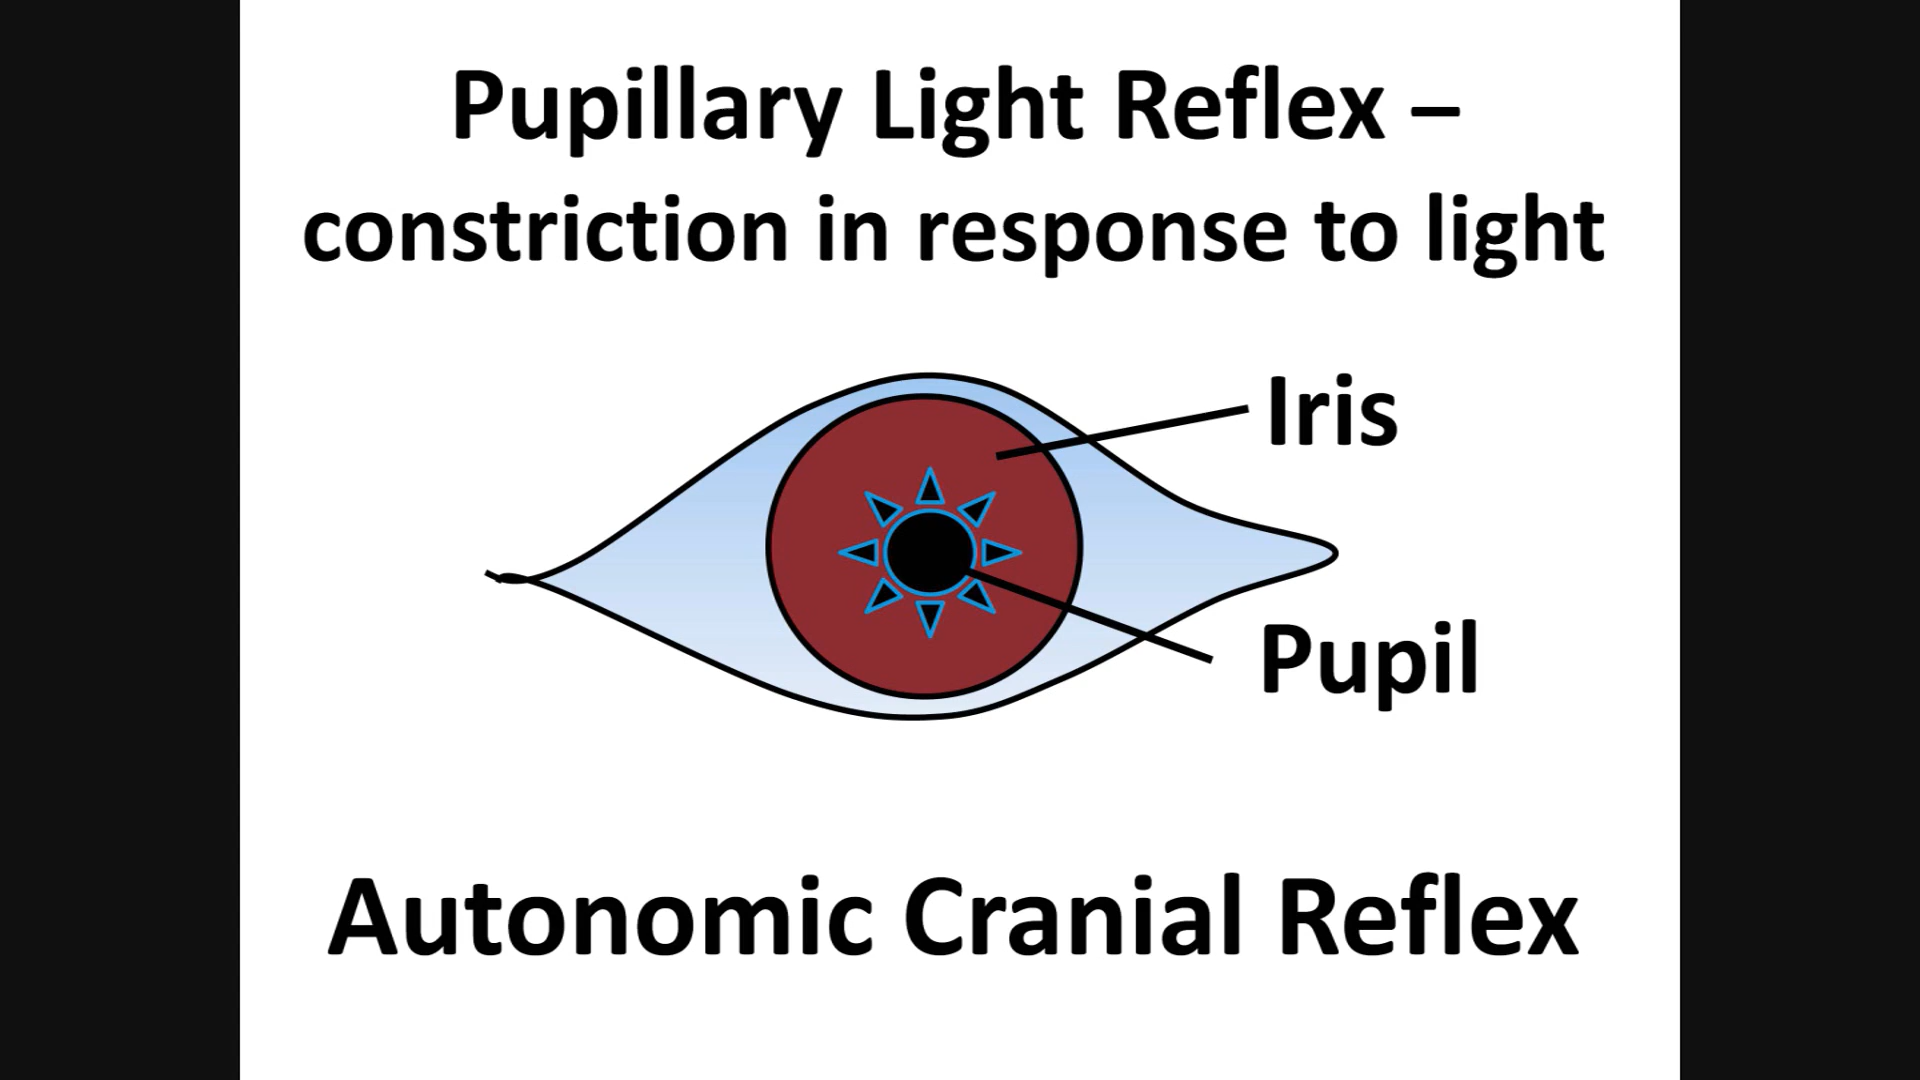 Pupillary Light Reflex –
constriction in response to light
Iris
Pupil
Autonomic Cranial Reflex